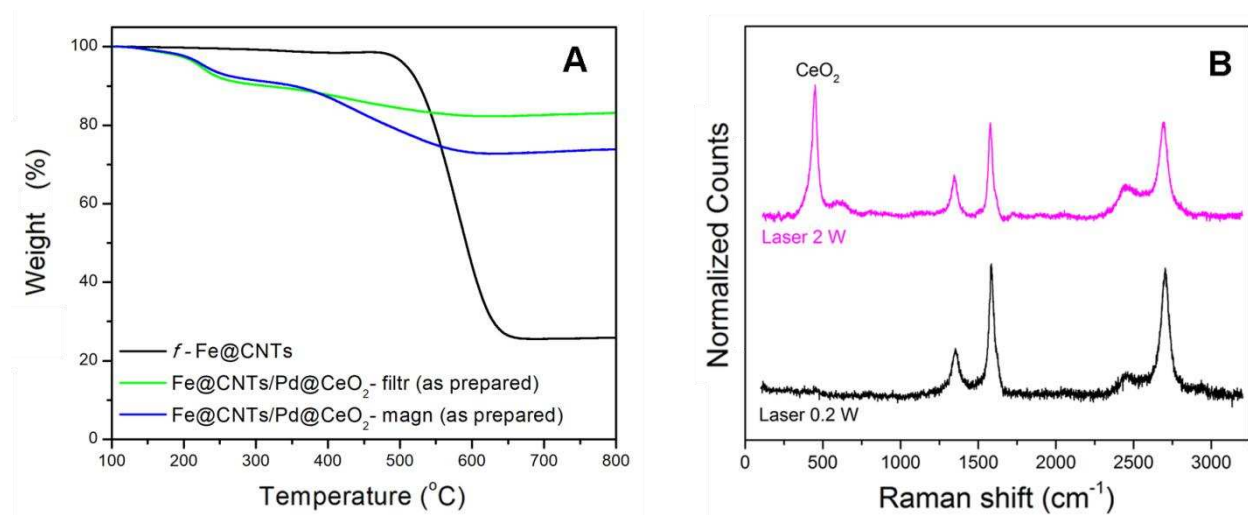 A
100
80
60
40
20
0
Weight (%)
f - Fe@CNTs
Fe@CNTs/Pd@CeO₂- filtr (as prepared)
Fe@CNTs/Pd@CeO₂- magn (as prepared)
100 200 300 400 500 600 700 800
Temperature (°C)
B
CeO₂
Normalized Counts
Laser 2 W
Laser 0.2 W
0 500 1000 1500 2000 2500 3000
Raman shift (cm⁻¹)